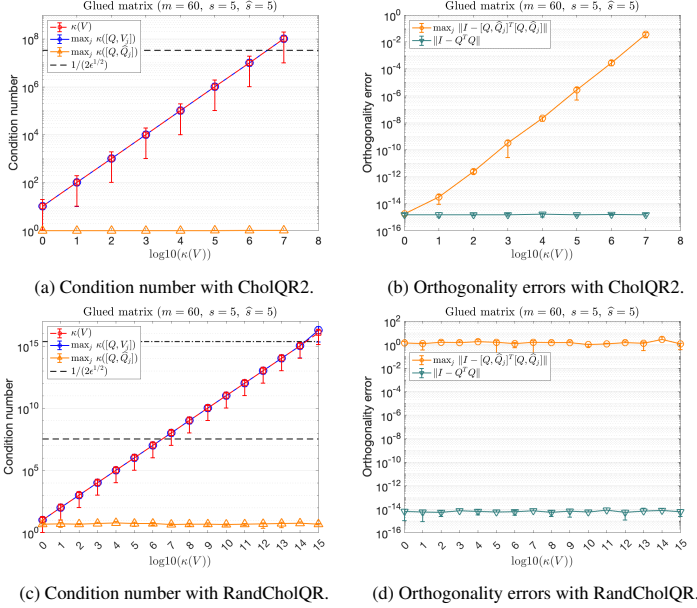 Glued matrix (m = 60, s = 5, ŝ = 5)
κ(V)
max_j κ([Q, V_j])
max_j κ([Q, Q̂_j])
1/(2ϵ^{1/2})
Condition number
10^8
10^6
10^4
10^2
10^0
0 1 2 3 4 5 6 7 8
log10(κ(V))
(a) Condition number with CholQR2.
Glued matrix (m = 60, s = 5, ŝ = 5)
max_j ‖I − [Q, Q̂_j]^T[Q, Q̂_j]‖
‖I − Q^TQ‖
Orthogonality error
10^2
10^0
10^-2
10^-4
10^-6
10^-8
10^-10
10^-12
10^-14
10^-16
0 1 2 3 4 5 6 7 8
log10(κ(V))
(b) Orthogonality errors with CholQR2.
Glued matrix (m = 60, s = 5, ŝ = 5)
κ(V)
max_j κ([Q, V_j])
max_j κ([Q, Q̂_j])
1/(2ϵ^{1/2})
Condition number
10^15
10^10
10^5
10^0
0 1 2 3 4 5 6 7 8 9 10 11 12 13 14 15
log10(κ(V))
(c) Condition number with RandCholQR.
Glued matrix (m = 60, s = 5, ŝ = 5)
max_j ‖I − [Q, Q̂_j]^T[Q, Q̂_j]‖
‖I − Q^TQ‖
Orthogonality error
10^2
10^0
10^-2
10^-4
10^-6
10^-8
10^-10
10^-12
10^-14
10^-16
0 1 2 3 4 5 6 7 8 9 10 11 12 13 14 15
log10(κ(V))
(d) Orthogonality errors with RandCholQR.